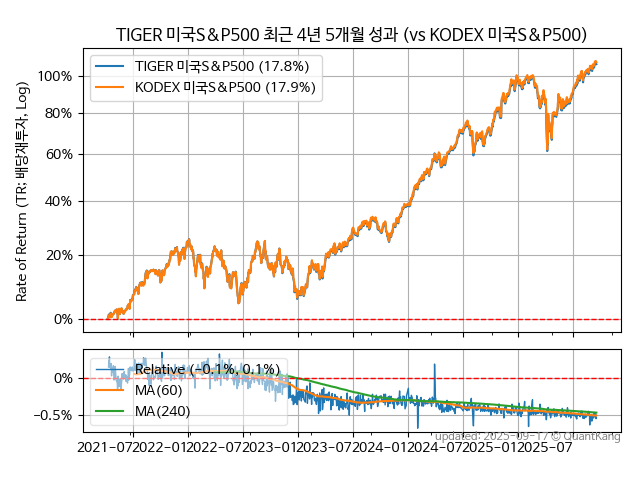 TIGER 미국S&P500 최근 4년 5개월 성과 (vs KODEX 미국S&P500)
TIGER 미국S&P500 (17.8%)
KODEX 미국S&P500 (17.9%)
Rate of Return (TR: 배당재투자, Log)
100%
80%
60%
40%
20%
0%
Relative (−0.1%, 0.1%)
MA(60)
MA(240)
0%
−0.5%
2021-07 2022-01 2022-07 2023-01 2023-07 2024-01 2024-07 2025-01 2025-07
updated: 2025-09-17 © QuantKang